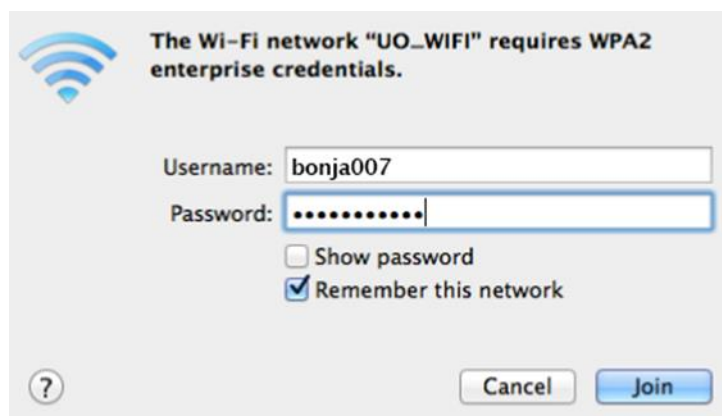 The Wi-Fi network “UO_WIFI” requires WPA2
enterprise credentials.
Username: bonja007
Password: •••••••••••
Show password
Remember this network
? Cancel Join